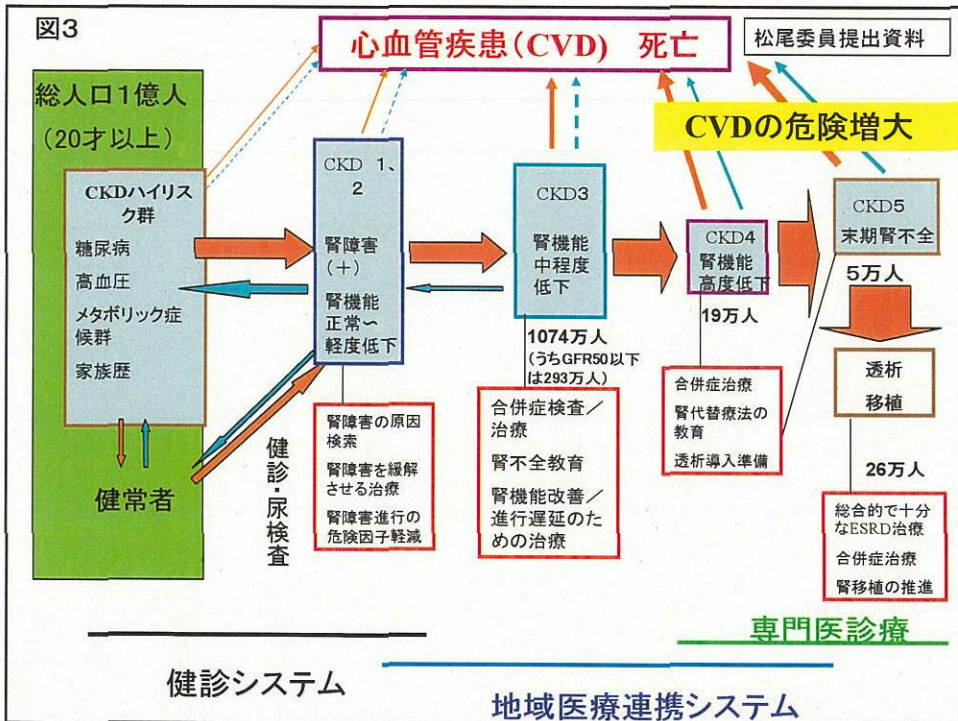 図3
心血管疾患(CVD) 死亡
松尾委員提出資料
総人口1億人
(20才以上)
CVDの危険増大
CKDハイリス
ク群
糖尿病
高血圧
メタボリック症
候群
家族歴
健常者
CKD 1、
2
腎障害
(+)
腎機能
正常～
軽度低下
健診・尿検査
腎障害の原因
検索
腎障害を緩解
させる治療
腎障害進行の
危険因子軽減
CKD3
腎機能
中程度
低下
1074万人
(うちGFR50以下
は293万人)
合併症検査/
治療
腎不全教育
腎機能改善/
進行遅延のた
めの治療
CKD4
腎機能
高度低下
19万人
合併症治療
腎代替療法の
教育
透析導入準備
CKD5
末期腎不全
5万人
透析
移植
26万人
総合的で十分
なESRD治療
合併症治療
腎移植の推進
専門医診療
健診システム
地域医療連携システム